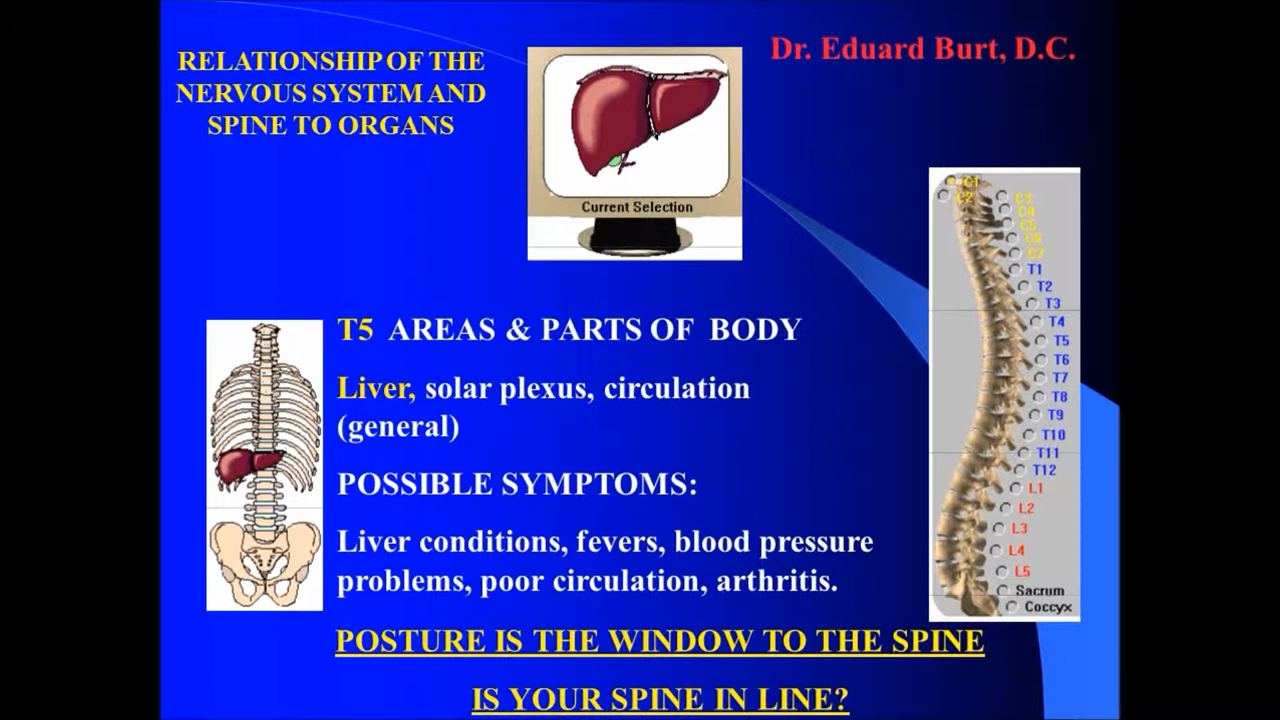 RELATIONSHIP OF THE
NERVOUS SYSTEM AND
SPINE TO ORGANS
Current Selection
Dr. Eduard Burt, D.C.
T5 AREAS & PARTS OF BODY
Liver, solar plexus, circulation
(general)
POSSIBLE SYMPTOMS:
Liver conditions, fevers, blood pressure
problems, poor circulation, arthritis.
POSTURE IS THE WINDOW TO THE SPINE
IS YOUR SPINE IN LINE?
C1
C2 C3
C4
C5
C6
C7
T1
T2
T3
T4
T5
T6
T7
T8
T9
T10
T11
T12
L1
L2
L3
L4
L5
Sacrum
Coccyx